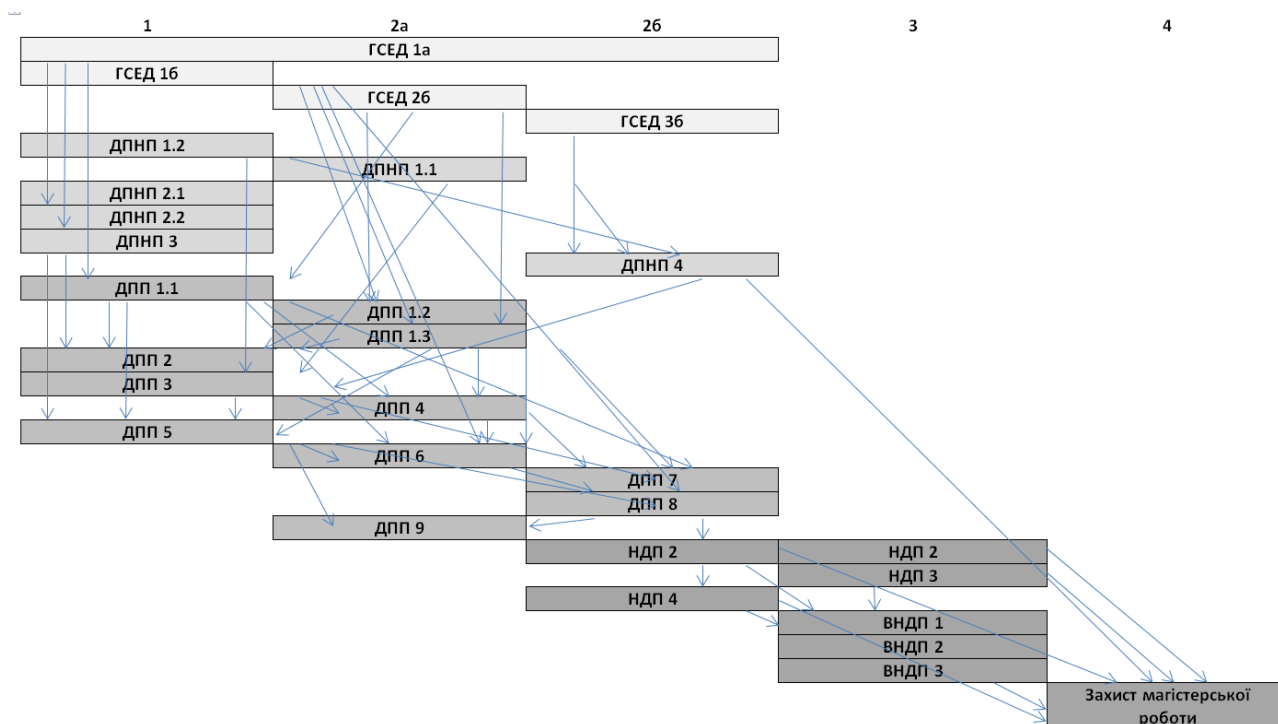 1 2а 2б 3 4
ГСЕД 1а
ГСЕД 1б
ГСЕД 2б
ГСЕД 3б
ДПНП 1.2
ДПНП 1.1
ДПНП 2.1
ДПНП 2.2
ДПНП 3
ДПНП 4
ДПП 1.1
ДПП 1.2
ДПП 1.3
ДПП 2
ДПП 3
ДПП 4
ДПП 5
ДПП 6
ДПП 7
ДПП 8
ДПП 9
НДП 2 НДП 2
НДП 3
НДП 4
ВНДП 1
ВНДП 2
ВНДП 3
Захист магістерської
роботи